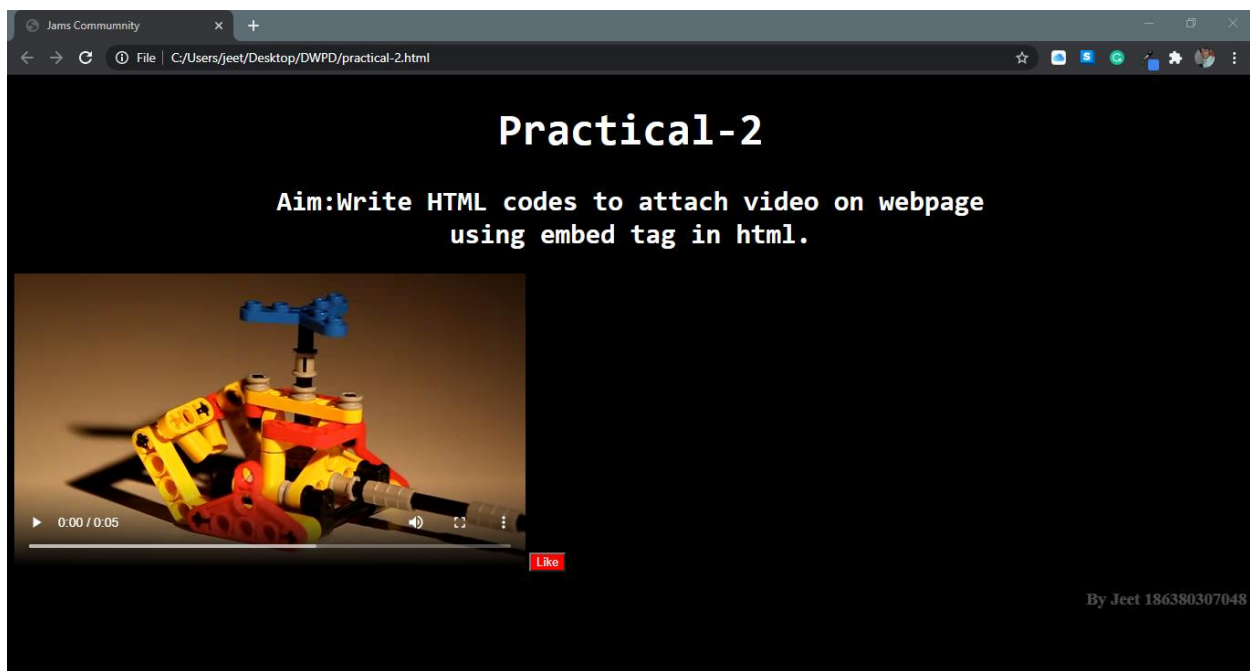 Jams Commumnity
File C:/Users/jeet/Desktop/DWPD/practical-2.html
Practical-2
Aim:Write HTML codes to attach video on webpage
using embed tag in html.
0:00 / 0:05
Like
By Jeet 186380307048